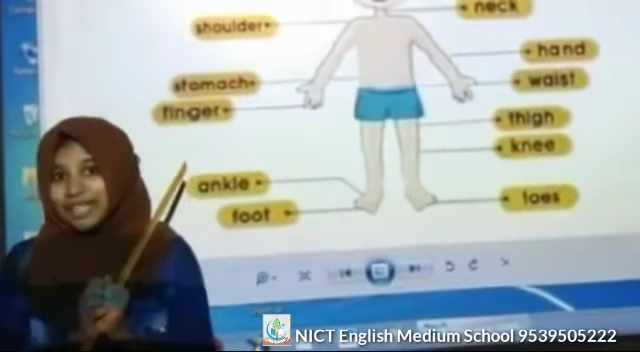 neck
shoulder
hand
stomach
waist
finger
thigh
knee
ankle
toes
foot
NICT English Medium School 9539505222